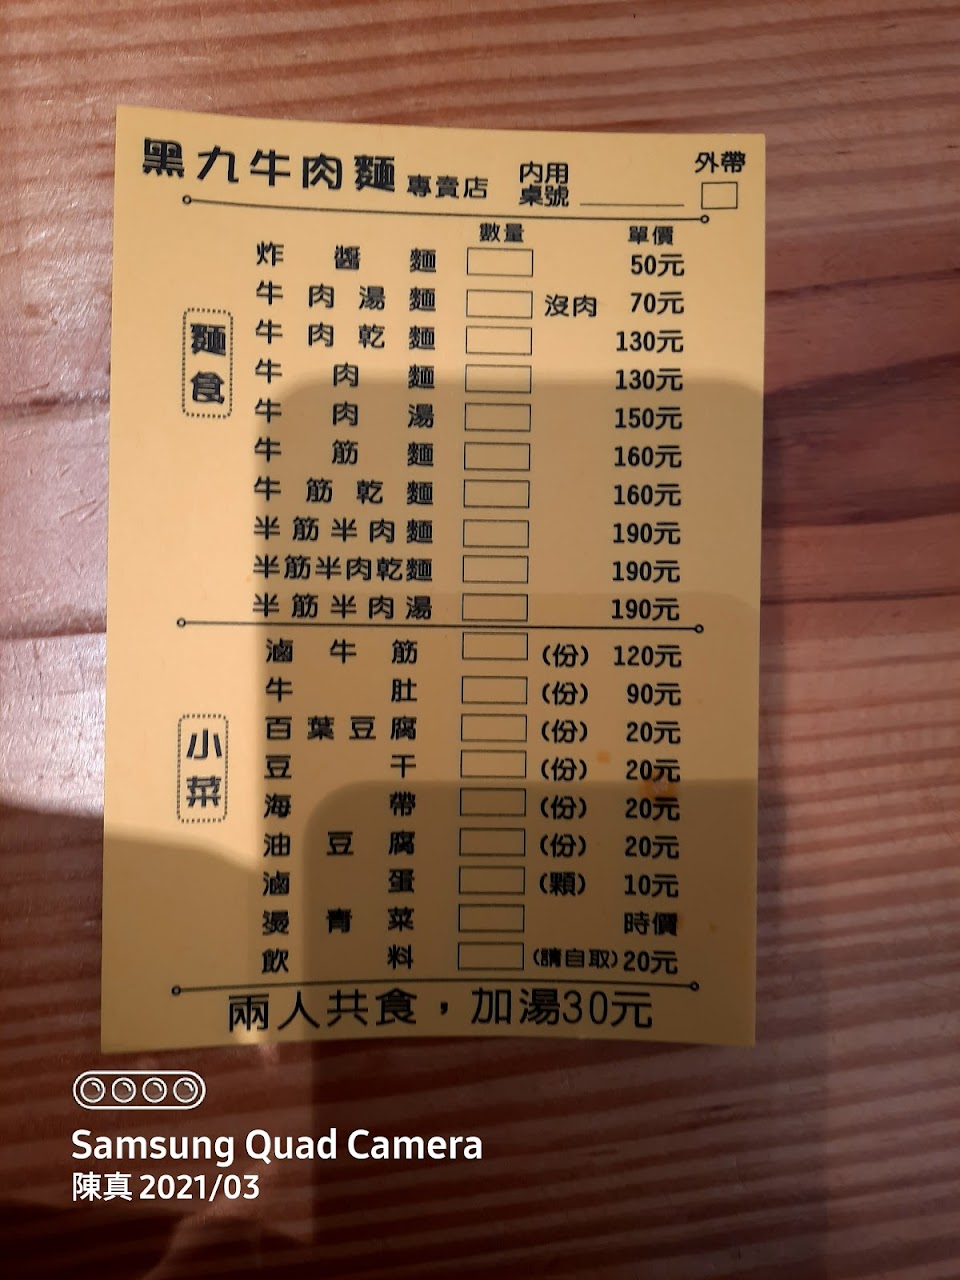 黑九牛肉麵 專賣店 內用桌號 外帶
數量 單價
麵食
炸醬麵 50元
牛肉湯麵 沒肉 70元
牛肉乾麵 130元
牛肉麵 130元
牛肉湯 150元
牛筋麵 160元
牛筋乾麵 160元
半筋半肉麵 190元
半筋半肉乾麵 190元
半筋半肉湯 190元
小菜
滷牛筋 (份) 120元
牛肚 (份) 90元
百葉豆腐 (份) 20元
豆干 (份) 20元
海帶 (份) 20元
油豆腐 (份) 20元
滷蛋 (顆) 10元
燙青菜 時價
飲料 (請自取) 20元
兩人共食，加湯30元
Samsung Quad Camera
陳真 2021/03